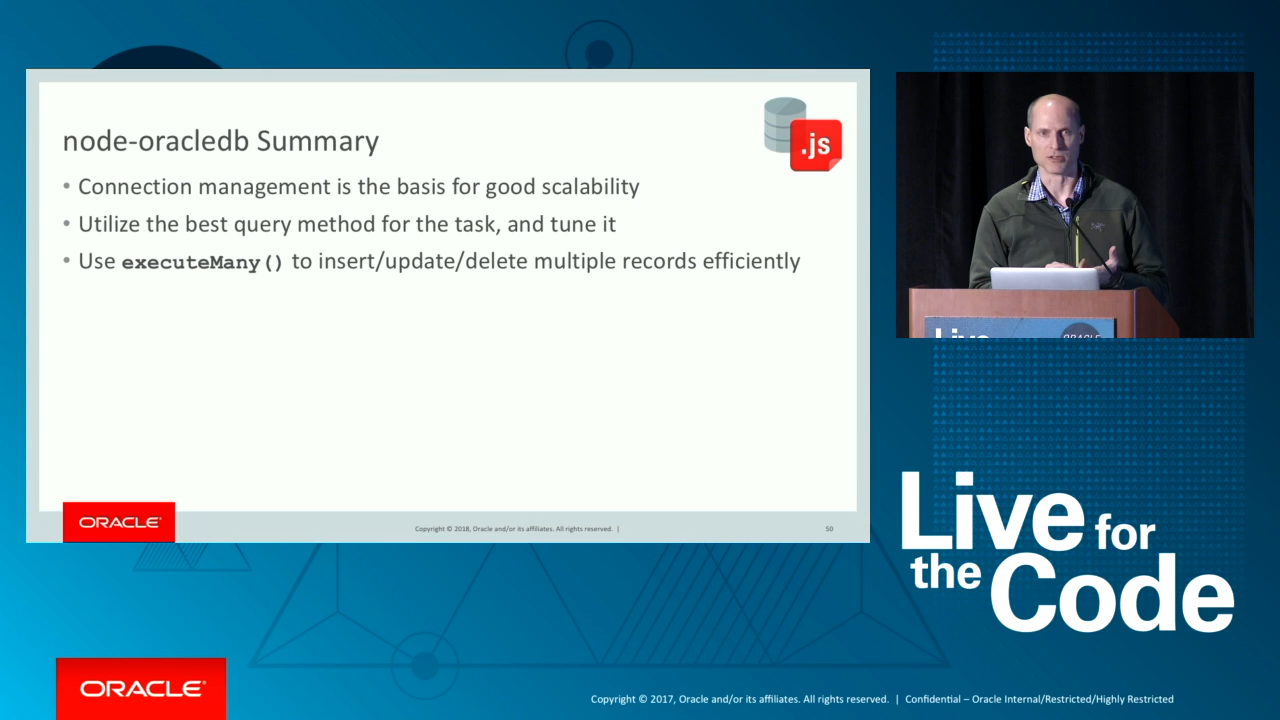 node-oracledb Summary
.js
• Connection management is the basis for good scalability
• Utilize the best query method for the task, and tune it
• Use executeMany() to insert/update/delete multiple records efficiently
ORACLE
Copyright © 2018, Oracle and/or its affiliates. All rights reserved. |
50
Live
ORACLE
Live for
the Code
ORACLE
Copyright © 2017, Oracle and/or its affiliates. All rights reserved. | Confidential – Oracle Internal/Restricted/Highly Restricted